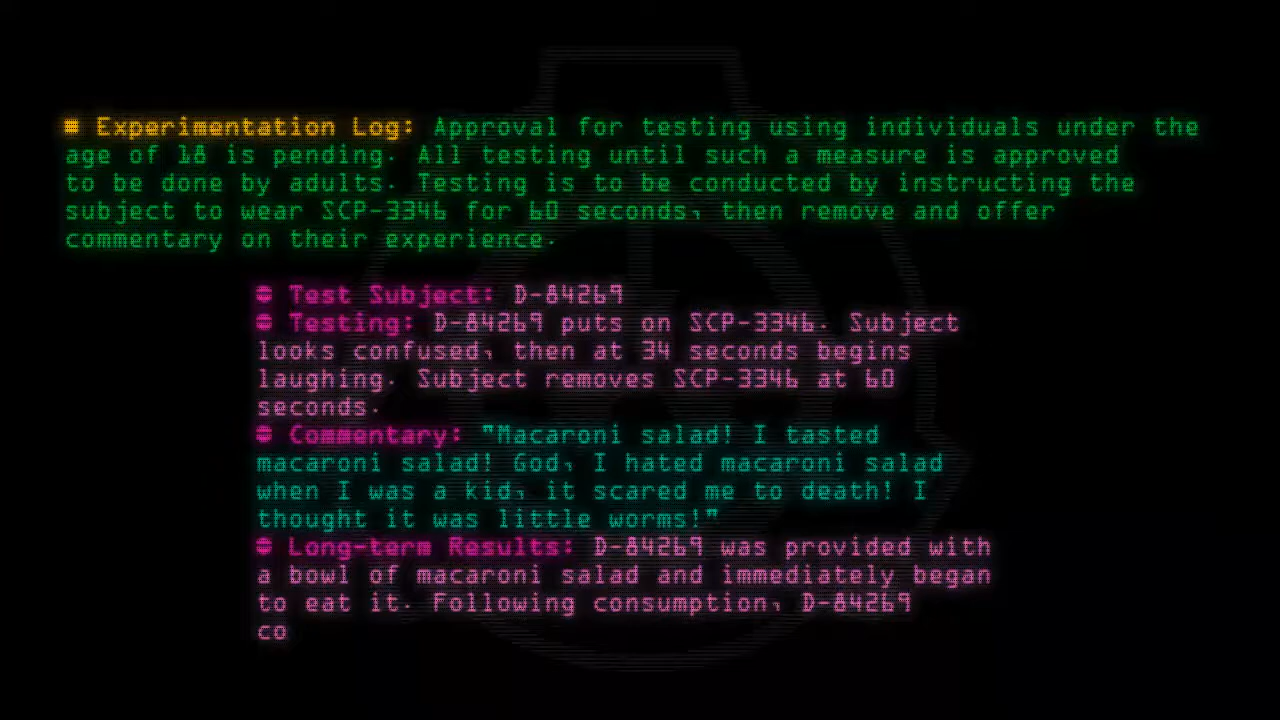 ■ Experimentation Log: Approval for testing using individuals under the
age of 18 is pending. All testing until such a measure is approved
to be done by adults. Testing is to be conducted by instructing the
subject to wear SCP-3346 for 60 seconds, then remove and offer
commentary on their experience.
● Test Subject: D-84269
● Testing: D-84269 puts on SCP-3346. Subject
looks confused, then at 34 seconds begins
laughing. Subject removes SCP-3346 at 60
seconds.
● Commentary: "Macaroni salad! I tasted
macaroni salad! God, I hated macaroni salad
when I was a kid, it scared me to death! I
thought it was little worms!"
● Long-term Results: D-84269 was provided with
a bowl of macaroni salad and immediately began
to eat it. Following consumption, D-84269
co